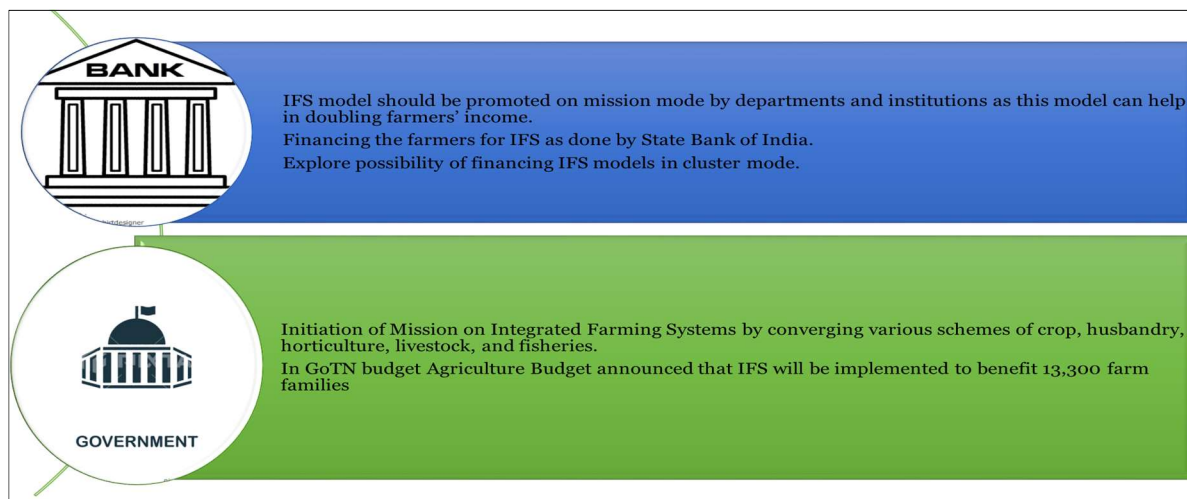 BANK
IFS model should be promoted on mission mode by departments and institutions as this model can help
in doubling farmers' income.
Financing the farmers for IFS as done by State Bank of India.
Explore possibility of financing IFS models in cluster mode.
Initiation of Mission on Integrated Farming Systems by converging various schemes of crop, husbandry,
horticulture, livestock, and fisheries.
In GoTN budget Agriculture Budget announced that IFS will be implemented to benefit 13,300 farm
families
GOVERNMENT